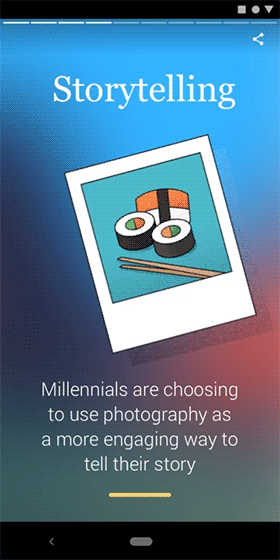 Storytelling
Millennials are choosing
to use photography as
a more engaging way to
tell their story